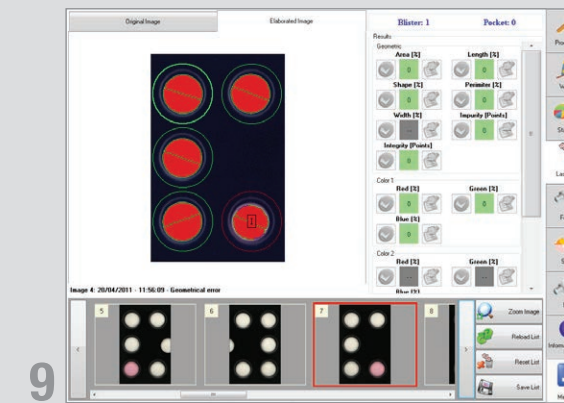 Original Image
Elaborated Image
Blister: 1
Pocket: 0
Results
Geometric
Area [%]
Length [%]
0
0
Shape [%]
Perimeter [%]
0
0
Width [%]
Impurity [Points]
--
0
Integrity [Points]
0
Color 1
Red [%]
Green [%]
0
0
Blue [%]
0
Color 2
Red [%]
Green [%]
--
--
Blue [%]
Image 4: 20/04/2011 - 11:56:09 - Geometrical error
5
6
7
8
Zoom Image
Reload List
Reset List
Save List
9